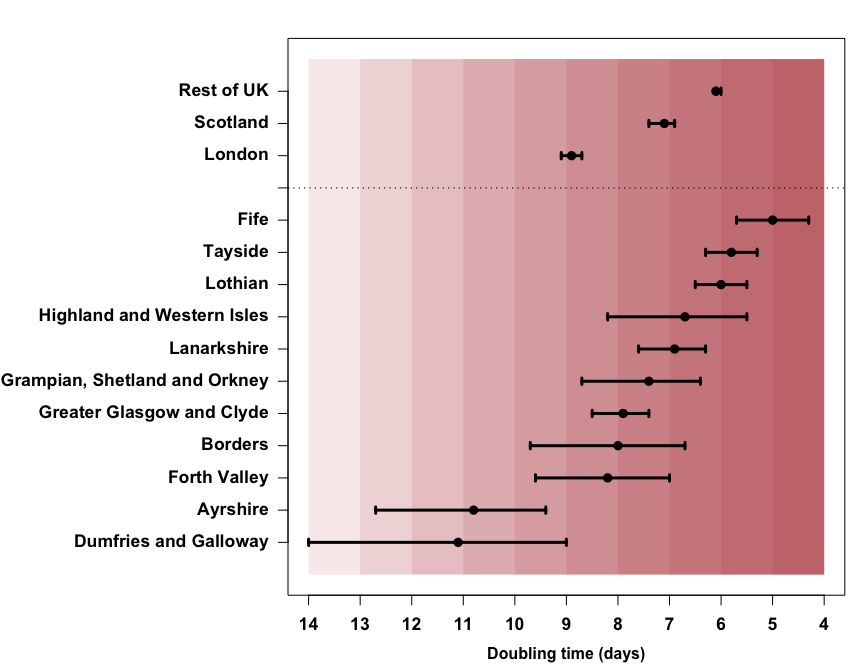 Rest of UK
Scotland
London
Fife
Tayside
Lothian
Highland and Western Isles
Lanarkshire
Grampian, Shetland and Orkney
Greater Glasgow and Clyde
Borders
Forth Valley
Ayrshire
Dumfries and Galloway
14 13 12 11 10 9 8 7 6 5 4
Doubling time (days)